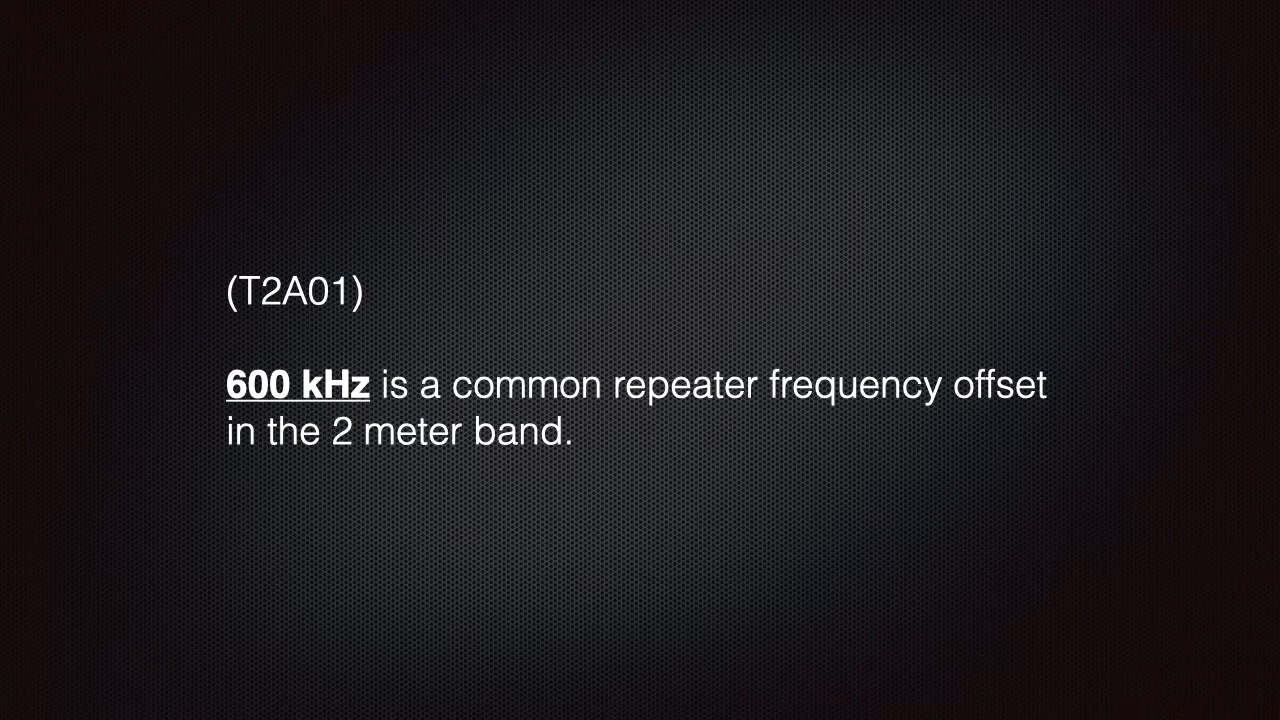 (T2A01)
600 kHz is a common repeater frequency offset
in the 2 meter band.